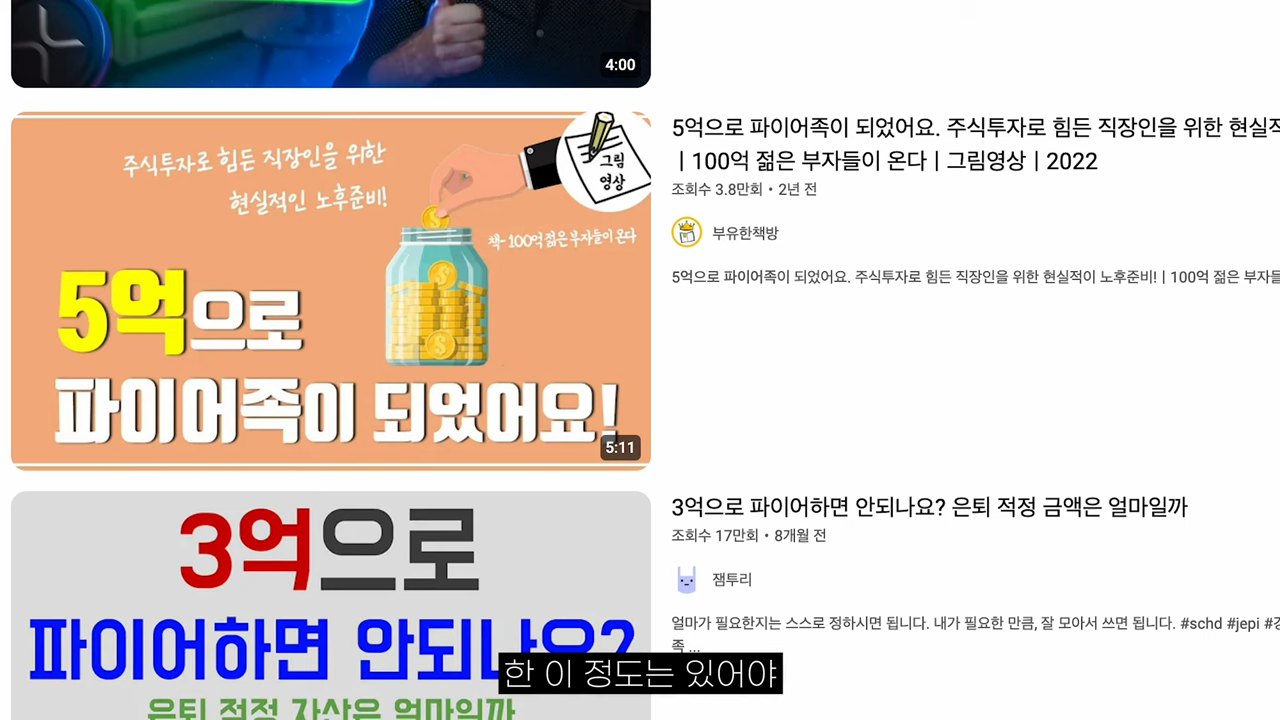 4:00
주식투자로 힘든 직장인을 위한
현실적인 노후준비!
그림
영상
책- 100억 젊은 부자들이 온다
5억으로
파이어족이 되었어요!
5:11
5억으로 파이어족이 되었어요. 주식투자로 힘든 직장인을 위한 현실적
| 100억 젊은 부자들이 온다 | 그림영상 | 2022
조회수 3.8만회 • 2년 전
부유한책방
5억으로 파이어족이 되었어요. 주식투자로 힘든 직장인을 위한 현실적이 노후준비! | 100억 젊은 부자들
3억으로
파이어하면 안되나요?
은퇴 적정 자산은 얼마일까
3억으로 파이어하면 안되나요? 은퇴 적정 금액은 얼마일까
조회수 17만회 • 8개월 전
잼투리
얼마가 필요한지는 스스로 정하시면 됩니다. 내가 필요한 만큼, 잘 모아서 쓰면 됩니다. #schd #jepi #경
족 ...
한 이 정도는 있어야